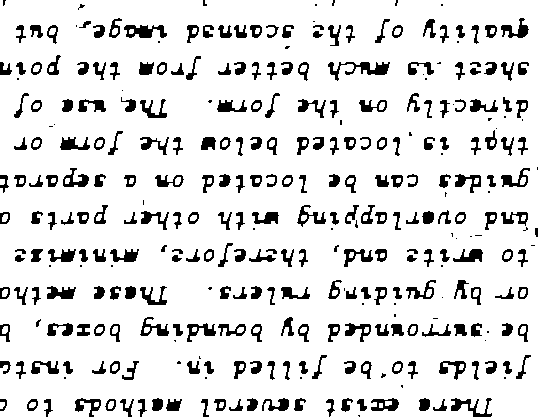 There exist several methods to
fields to be filled in. For insta
be surrounded by bounding boxes, b
or by guiding rulers. These metho
to write and, therefore, minimize
and overlapping with other parts o
guides can be located on a separat
that is located below the form or
directly on the form. The use of
sheet is much better from the poin
quality of the scanned image, but